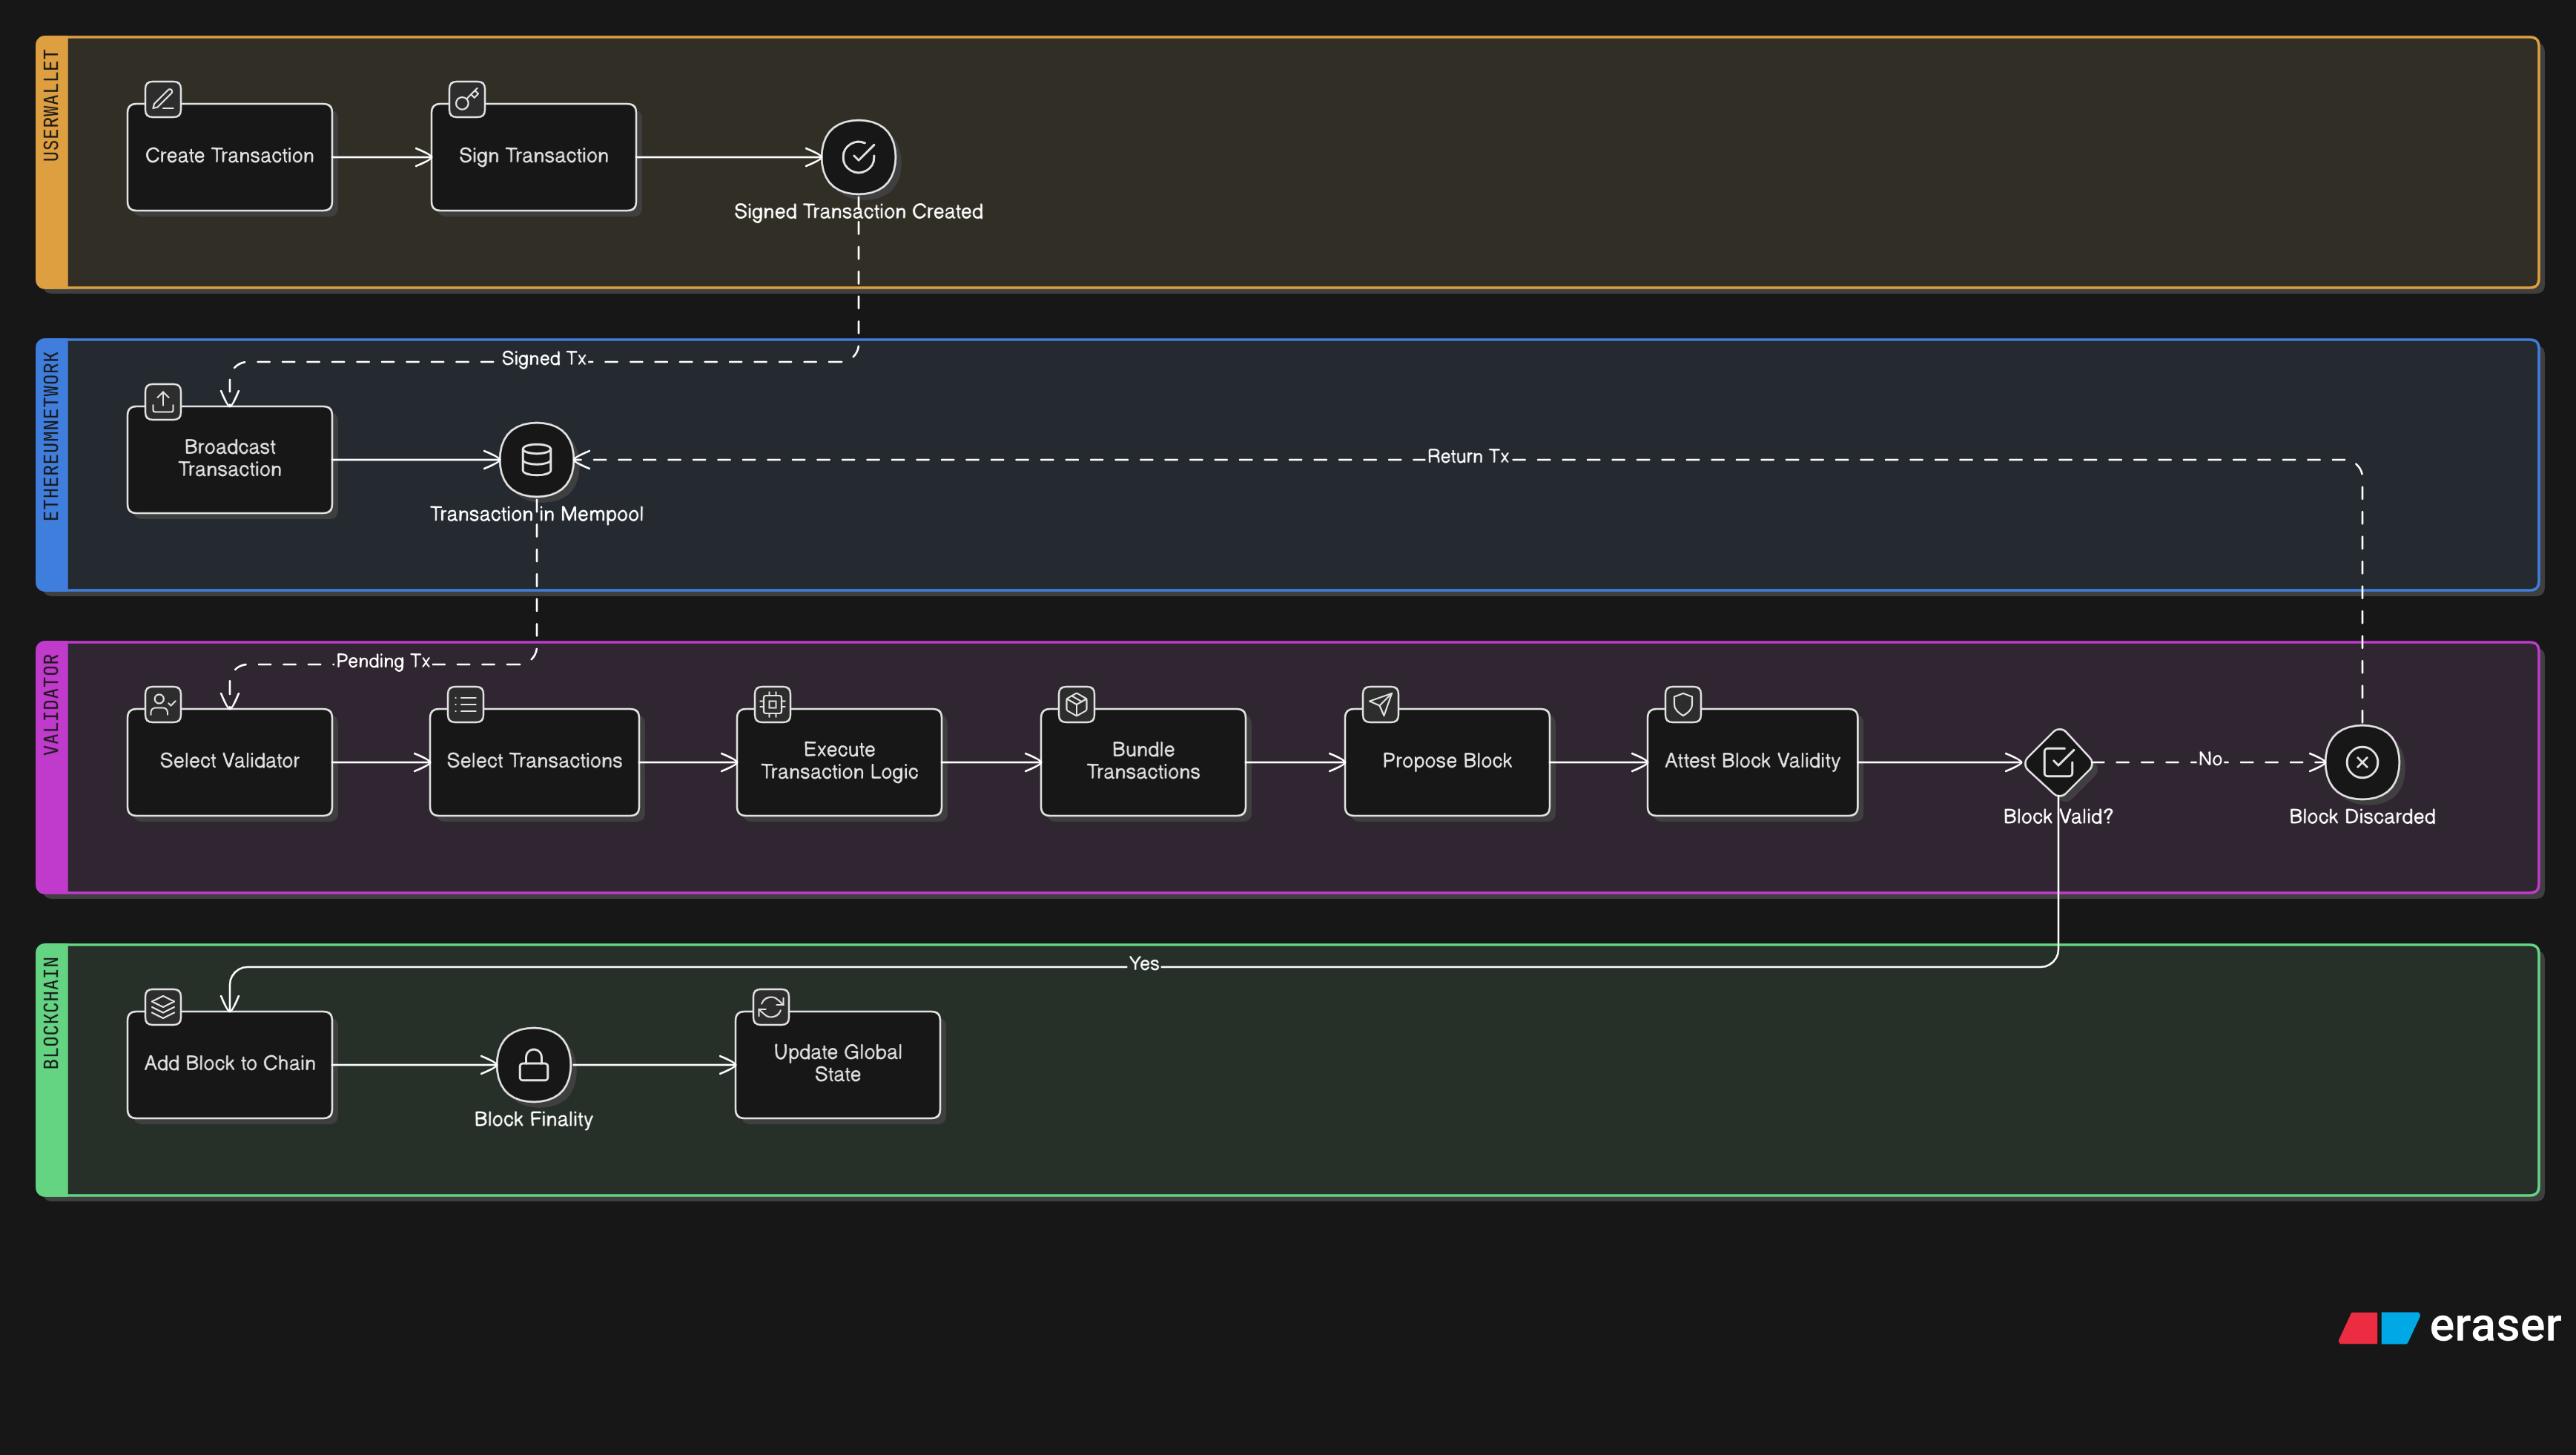 USERWALLET
Create Transaction
Sign Transaction
Signed Transaction Created
ETHEREUMNETWORK
Signed Tx
Broadcast
Transaction
Transaction in Mempool
Return Tx
VALIDATOR
Pending Tx
Select Validator
Select Transactions
Execute
Transaction Logic
Bundle
Transactions
Propose Block
Attest Block Validity
Block Valid?
No
Block Discarded
BLOCKCHAIN
Yes
Add Block to Chain
Block Finality
Update Global
State
eraser